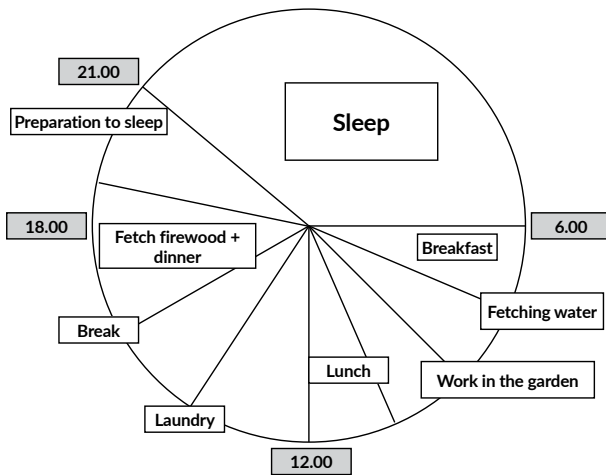 21.00
Preparation to sleep
Sleep
18.00
6.00
Fetch firewood +
dinner
Breakfast
Fetching water
Break
Lunch
Work in the garden
Laundry
12.00